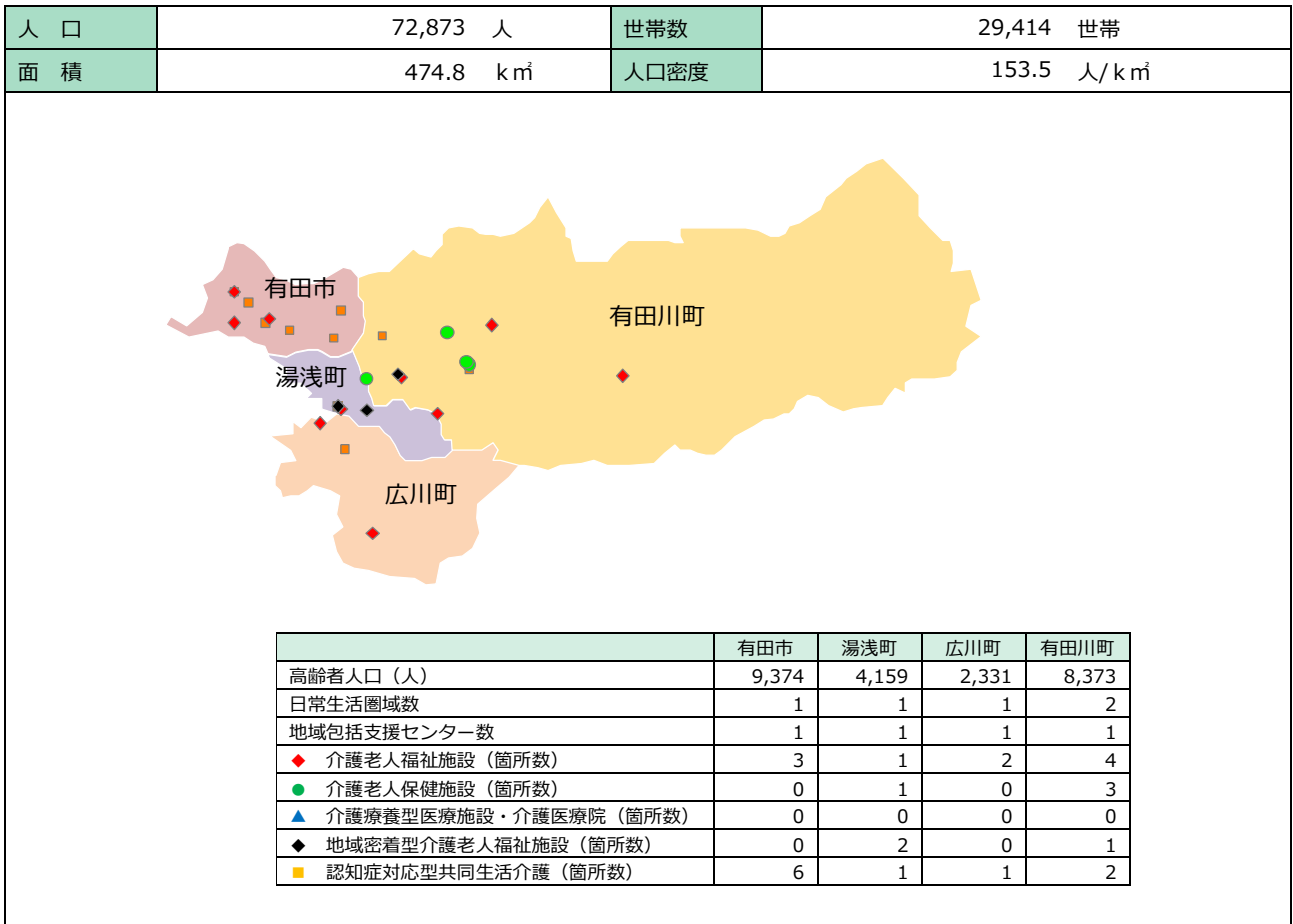 人　口 72,873 人 世帯数 29,414 世帯
面　積 474.8 ｋ㎡ 人口密度 153.5 人/ｋ㎡
有田市
有田川町
湯浅町
広川町
有田市 湯浅町 広川町 有田川町
高齢者人口（人） 9,374 4,159 2,331 8,373
日常生活圏域数 1 1 1 2
地域包括支援センター数 1 1 1 1
◆ 介護老人福祉施設（箇所数） 3 1 2 4
● 介護老人保健施設（箇所数） 0 1 0 3
▲ 介護療養型医療施設・介護医療院（箇所数） 0 0 0 0
◆ 地域密着型介護老人福祉施設（箇所数） 0 2 0 1
■ 認知症対応型共同生活介護（箇所数） 6 1 1 2